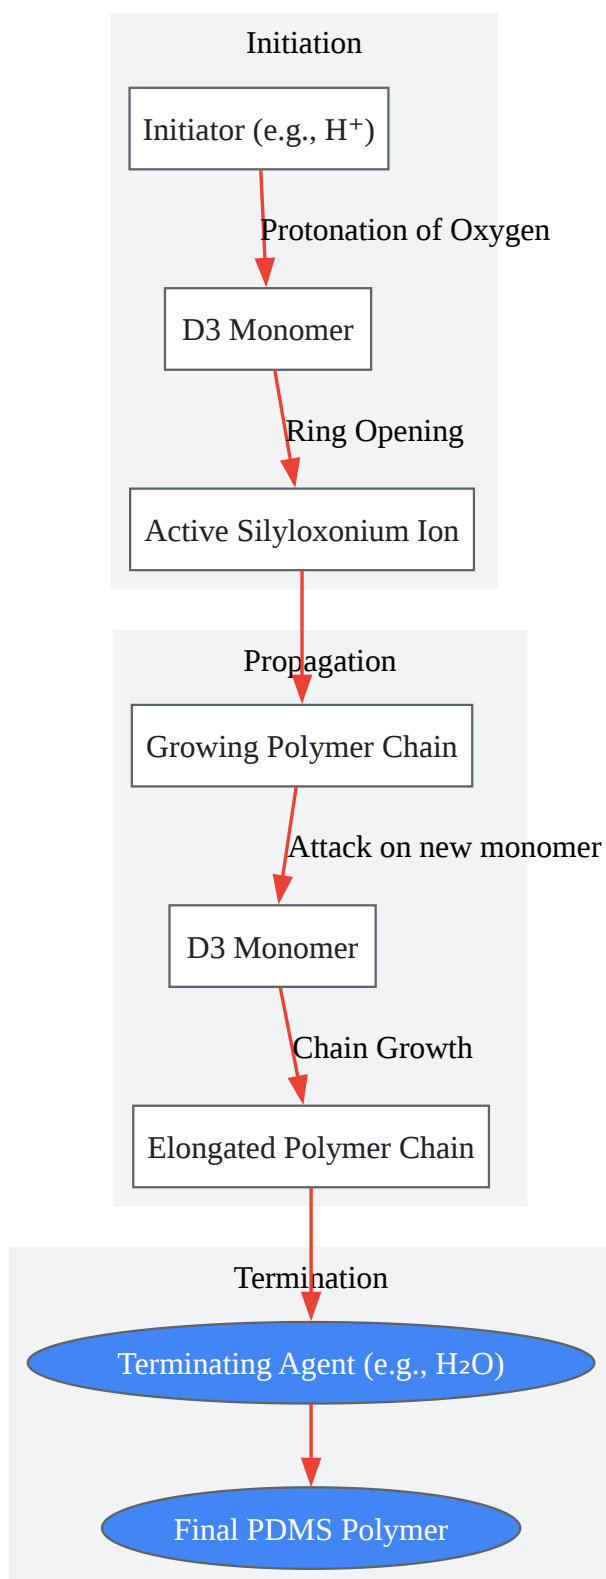 Initiation
Initiator (e.g., H⁺)
Protonation of Oxygen
D3 Monomer
Ring Opening
Active Silyloxonium Ion
Propagation
Growing Polymer Chain
Attack on new monomer
D3 Monomer
Chain Growth
Elongated Polymer Chain
Termination
Terminating Agent (e.g., H₂O)
Final PDMS Polymer